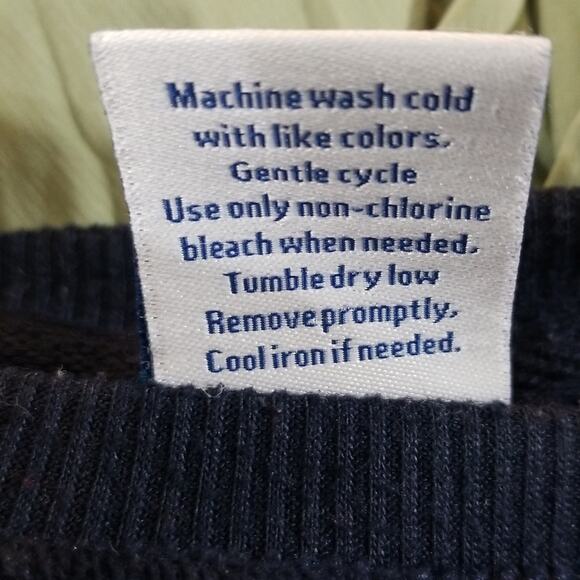 Machine wash cold
with like colors.
Gentle cycle
Use only non-chlorine
bleach when needed.
Tumble dry low
Remove promptly.
Cool iron if needed.